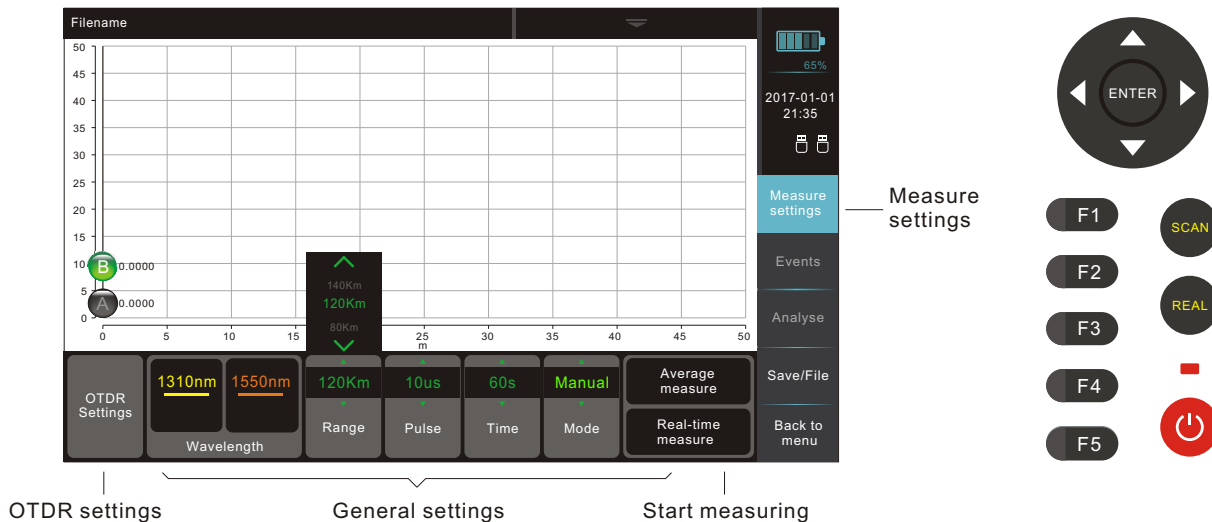 Filename
50
45
40
35
30
25
20
15
10
5
0
B 0.0000
A 0.0000
0 5 10 15 25 30 35 40 45 50
m
140Km
120Km
80Km
65%
2017-01-01
21:35
Measure
settings
Events
Analyse
Save/File
Back to
menu
OTDR
Settings
1310nm 1550nm
Wavelength
120Km
Range
10us
Pulse
60s
Time
Manual
Mode
Average
measure
Real-time
measure
Measure
settings
OTDR settings
General settings
Start measuring
ENTER
F1
F2
F3
F4
F5
SCAN
REAL